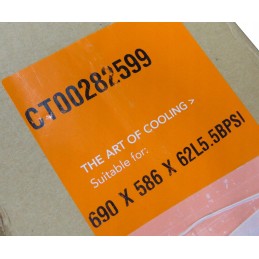 CT00282599
THE ART OF COOLING >
Suitable for:
690 X 586 X 62L5.5BPSI